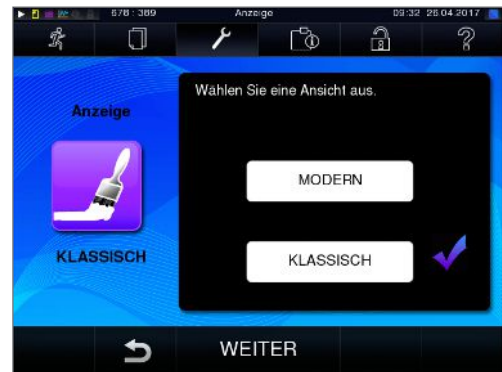 678 : 389 Anzeige 09:32 26.04.2017
Anzeige
KLASSISCH
Wählen Sie eine Ansicht aus.
MODERN
KLASSISCH
WEITER